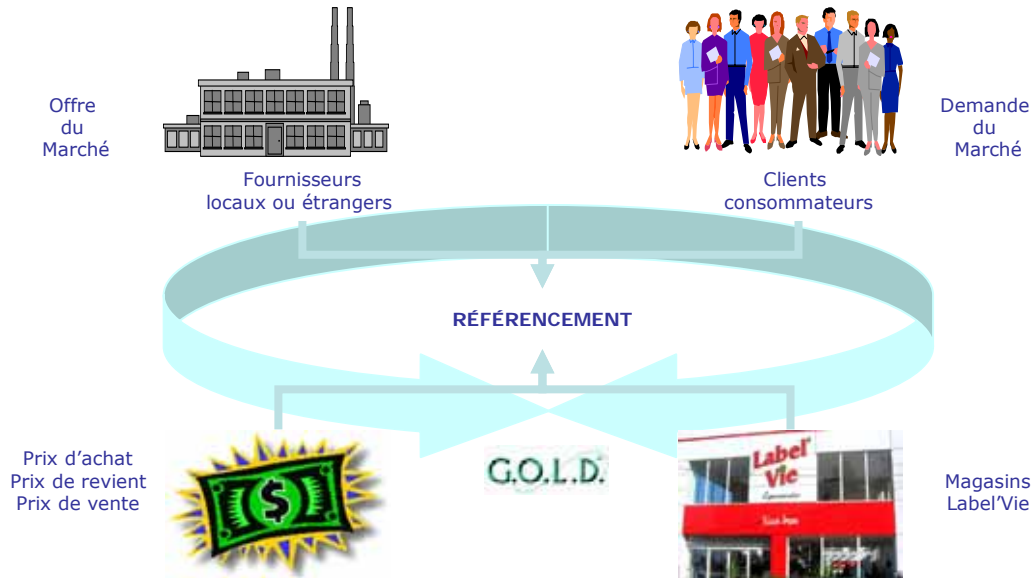 Offre
du
Marché
Demande
du
Marché
Fournisseurs
locaux ou étrangers
Clients
consommateurs
RÉFÉRENCEMENT
Prix d'achat
Prix de revient
Prix de vente
$
G.O.L.D.
Label'
Vie
Magasins
Label'Vie